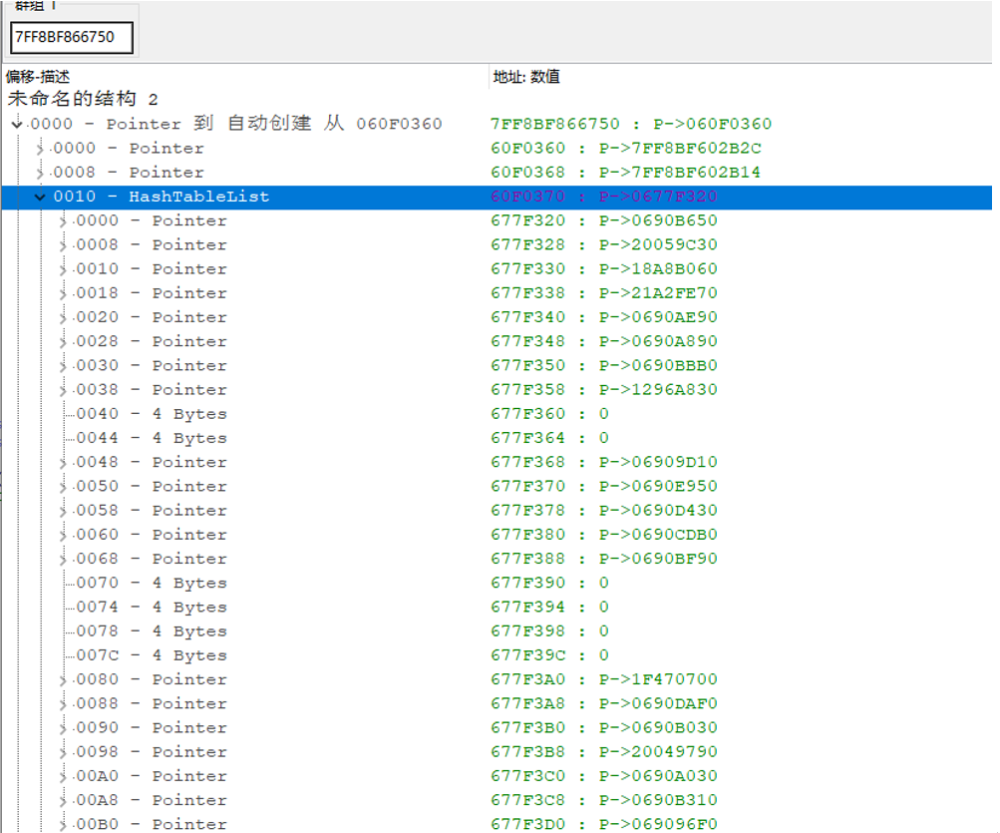 群组 1
7FF8BF866750
偏移-描述 地址: 数值
未命名的结构 2
0000 - Pointer 到 自动创建 从 060F0360 7FF8BF866750 : P->060F0360
0000 - Pointer 60F0360 : P->7FF8BF602B2C
0008 - Pointer 60F0368 : P->7FF8BF602B14
0010 - HashTableList 60F0370 : P->0677F320
0000 - Pointer 677F320 : P->0690B650
0008 - Pointer 677F328 : P->20059C30
0010 - Pointer 677F330 : P->18A8B060
0018 - Pointer 677F338 : P->21A2FE70
0020 - Pointer 677F340 : P->0690AE90
0028 - Pointer 677F348 : P->0690A890
0030 - Pointer 677F350 : P->0690BBB0
0038 - Pointer 677F358 : P->1296A830
0040 - 4 Bytes 677F360 : 0
0044 - 4 Bytes 677F364 : 0
0048 - Pointer 677F368 : P->06909D10
0050 - Pointer 677F370 : P->0690E950
0058 - Pointer 677F378 : P->0690D430
0060 - Pointer 677F380 : P->0690CDB0
0068 - Pointer 677F388 : P->0690BF90
0070 - 4 Bytes 677F390 : 0
0074 - 4 Bytes 677F394 : 0
0078 - 4 Bytes 677F398 : 0
007C - 4 Bytes 677F39C : 0
0080 - Pointer 677F3A0 : P->1F470700
0088 - Pointer 677F3A8 : P->0690DAF0
0090 - Pointer 677F3B0 : P->0690B030
0098 - Pointer 677F3B8 : P->20049790
00A0 - Pointer 677F3C0 : P->0690A030
00A8 - Pointer 677F3C8 : P->0690B310
00B0 - Pointer 677F3D0 : P->069096F0